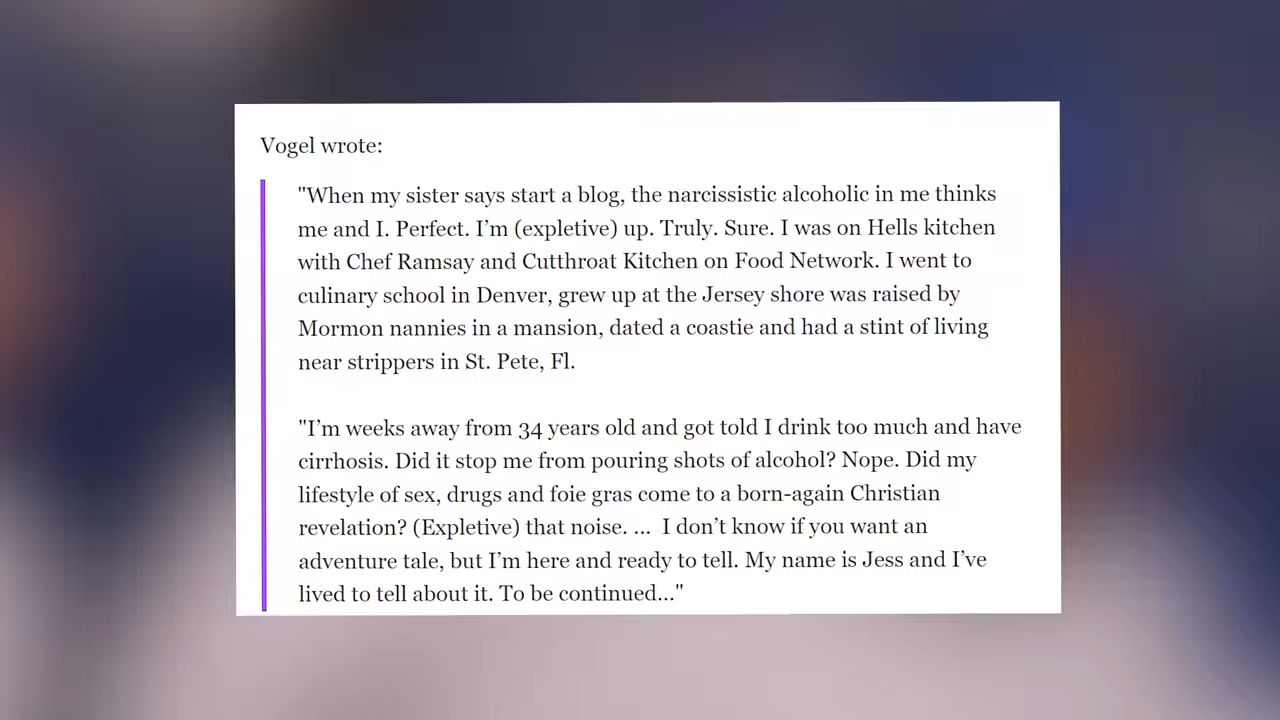 Vogel wrote:
"When my sister says start a blog, the narcissistic alcoholic in me thinks
me and I. Perfect. I’m (expletive) up. Truly. Sure. I was on Hells kitchen
with Chef Ramsay and Cutthroat Kitchen on Food Network. I went to
culinary school in Denver, grew up at the Jersey shore was raised by
Mormon nannies in a mansion, dated a coastie and had a stint of living
near strippers in St. Pete, Fl.
"I’m weeks away from 34 years old and got told I drink too much and have
cirrhosis. Did it stop me from pouring shots of alcohol? Nope. Did my
lifestyle of sex, drugs and foie gras come to a born-again Christian
revelation? (Expletive) that noise. ... I don’t know if you want an
adventure tale, but I’m here and ready to tell. My name is Jess and I’ve
lived to tell about it. To be continued..."